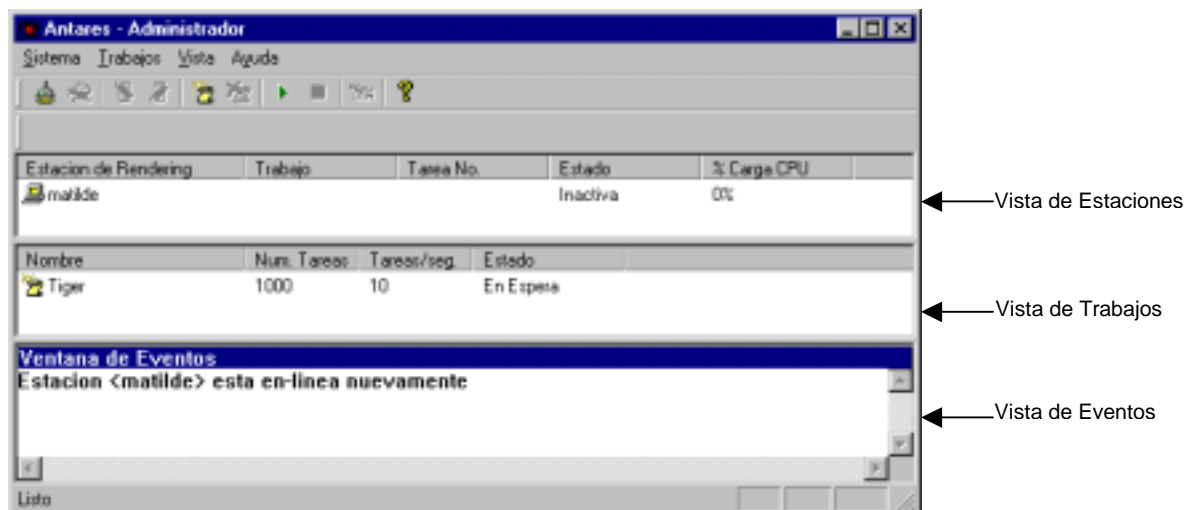 Antares - Administrador
Sistema Trabajos Vista Ayuda
Estacion de Rendering Trabajo Tarea No. Estado % Carga CPU
matilde Inactiva 0%
Vista de Estaciones
Nombre Num. Tareas Tareas/seg. Estado
Tiger 1000 10 En Espera
Vista de Trabajos
Ventana de Eventos
Estacion <matilde> esta en-linea nuevamente
Vista de Eventos
Listo